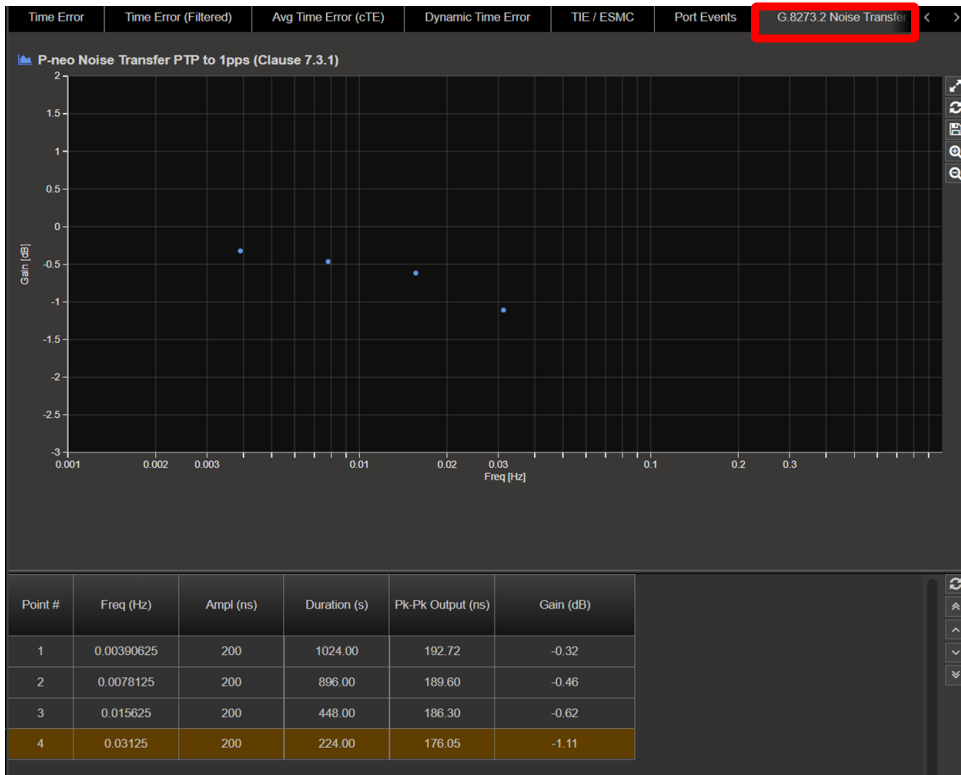 Time Error Time Error (Filtered) Avg Time Error (cTE) Dynamic Time Error TIE / ESMC Port Events G.8273.2 Noise Transfer
P-neo Noise Transfer PTP to 1pps (Clause 7.3.1)
2
1.5
1
0.5
0
-0.5
-1
-1.5
-2
-2.5
-3
Gain [dB]
0.001 0.002 0.003 0.01 0.02 0.03 0.1 0.2 0.3
Freq [Hz]
Point # Freq (Hz) Ampl (ns) Duration (s) Pk-Pk Output (ns) Gain (dB)
1 0.00390625 200 1024.00 192.72 -0.32
2 0.0078125 200 896.00 189.60 -0.46
3 0.015625 200 448.00 186.30 -0.62
4 0.03125 200 224.00 176.05 -1.11